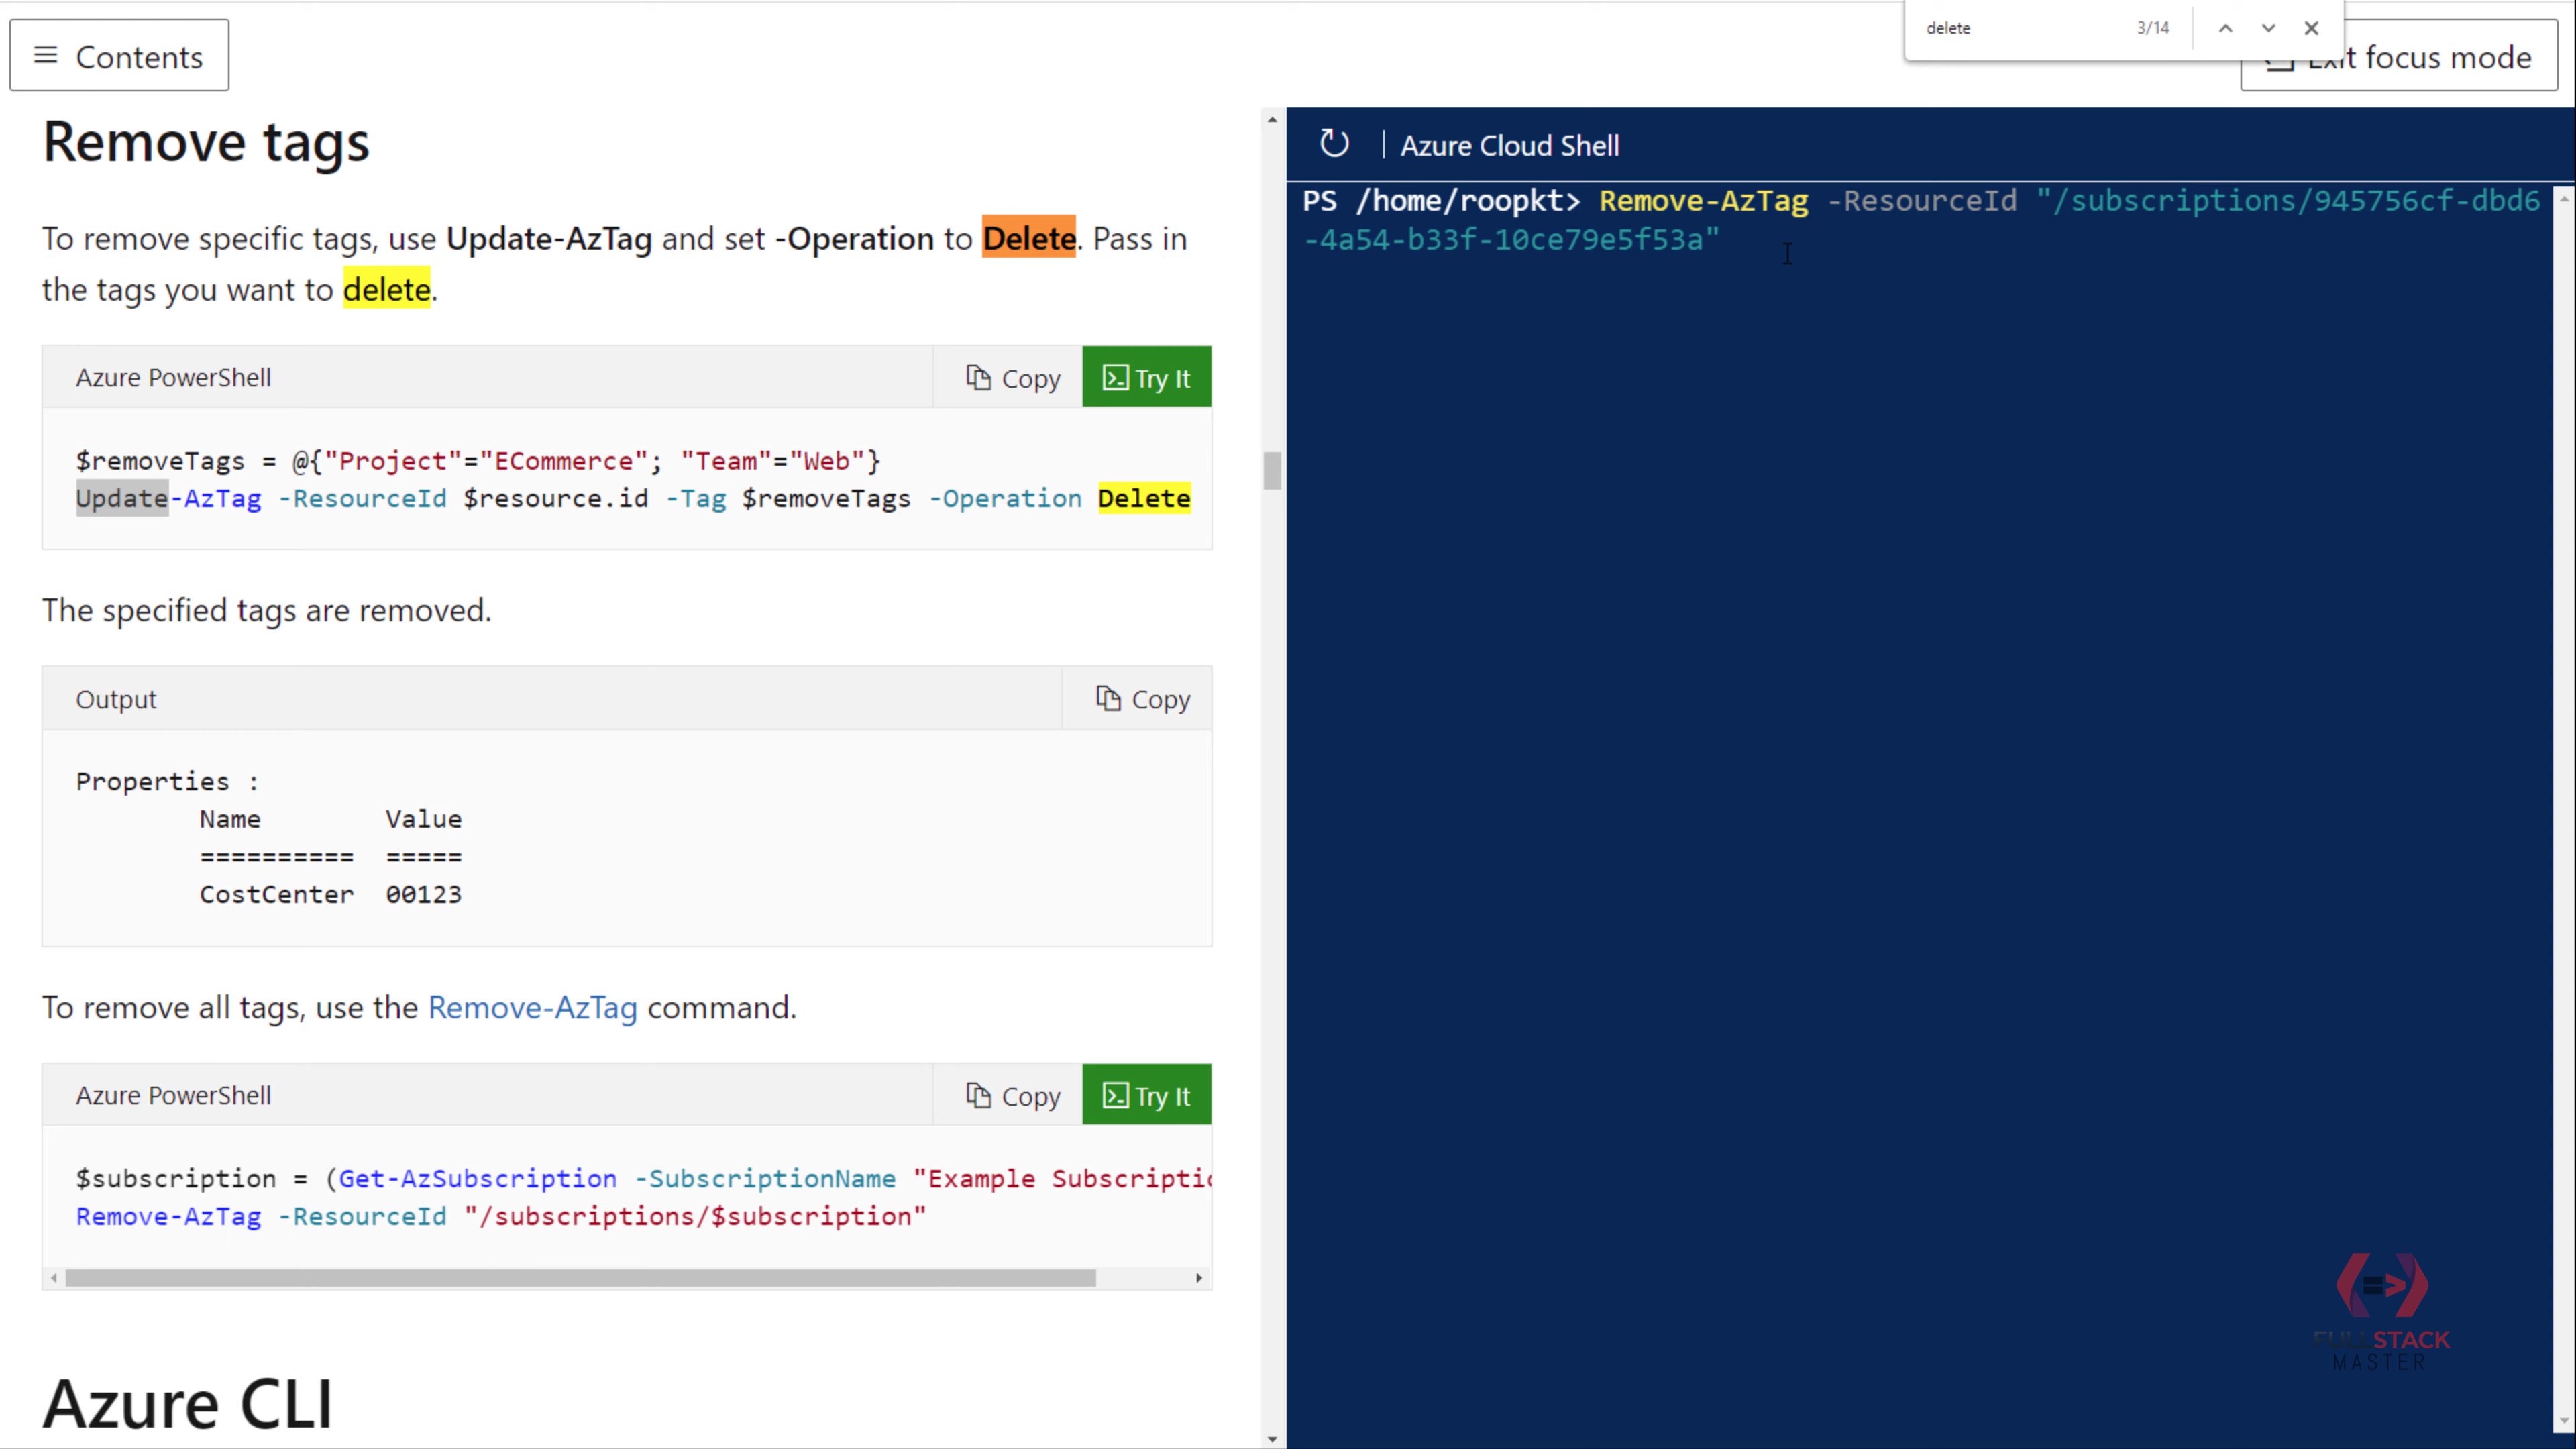 Contents
delete 3/14
Exit focus mode
Remove tags
To remove specific tags, use Update-AzTag and set -Operation to Delete. Pass in
the tags you want to delete.
Azure PowerShell
Copy
Try It
$removeTags = @{"Project"="ECommerce"; "Team"="Web"}
Update-AzTag -ResourceId $resource.id -Tag $removeTags -Operation Delete
The specified tags are removed.
Output
Copy
Properties :
Name Value
========== =====
CostCenter 00123
To remove all tags, use the Remove-AzTag command.
Azure PowerShell
Copy
Try It
$subscription = (Get-AzSubscription -SubscriptionName "Example Subscriptio
Remove-AzTag -ResourceId "/subscriptions/$subscription"
Azure CLI
Azure Cloud Shell
PS /home/roopkt> Remove-AzTag -ResourceId "/subscriptions/945756cf-dbd6
-4a54-b33f-10ce79e5f53a"
FULLSTACK
MASTER